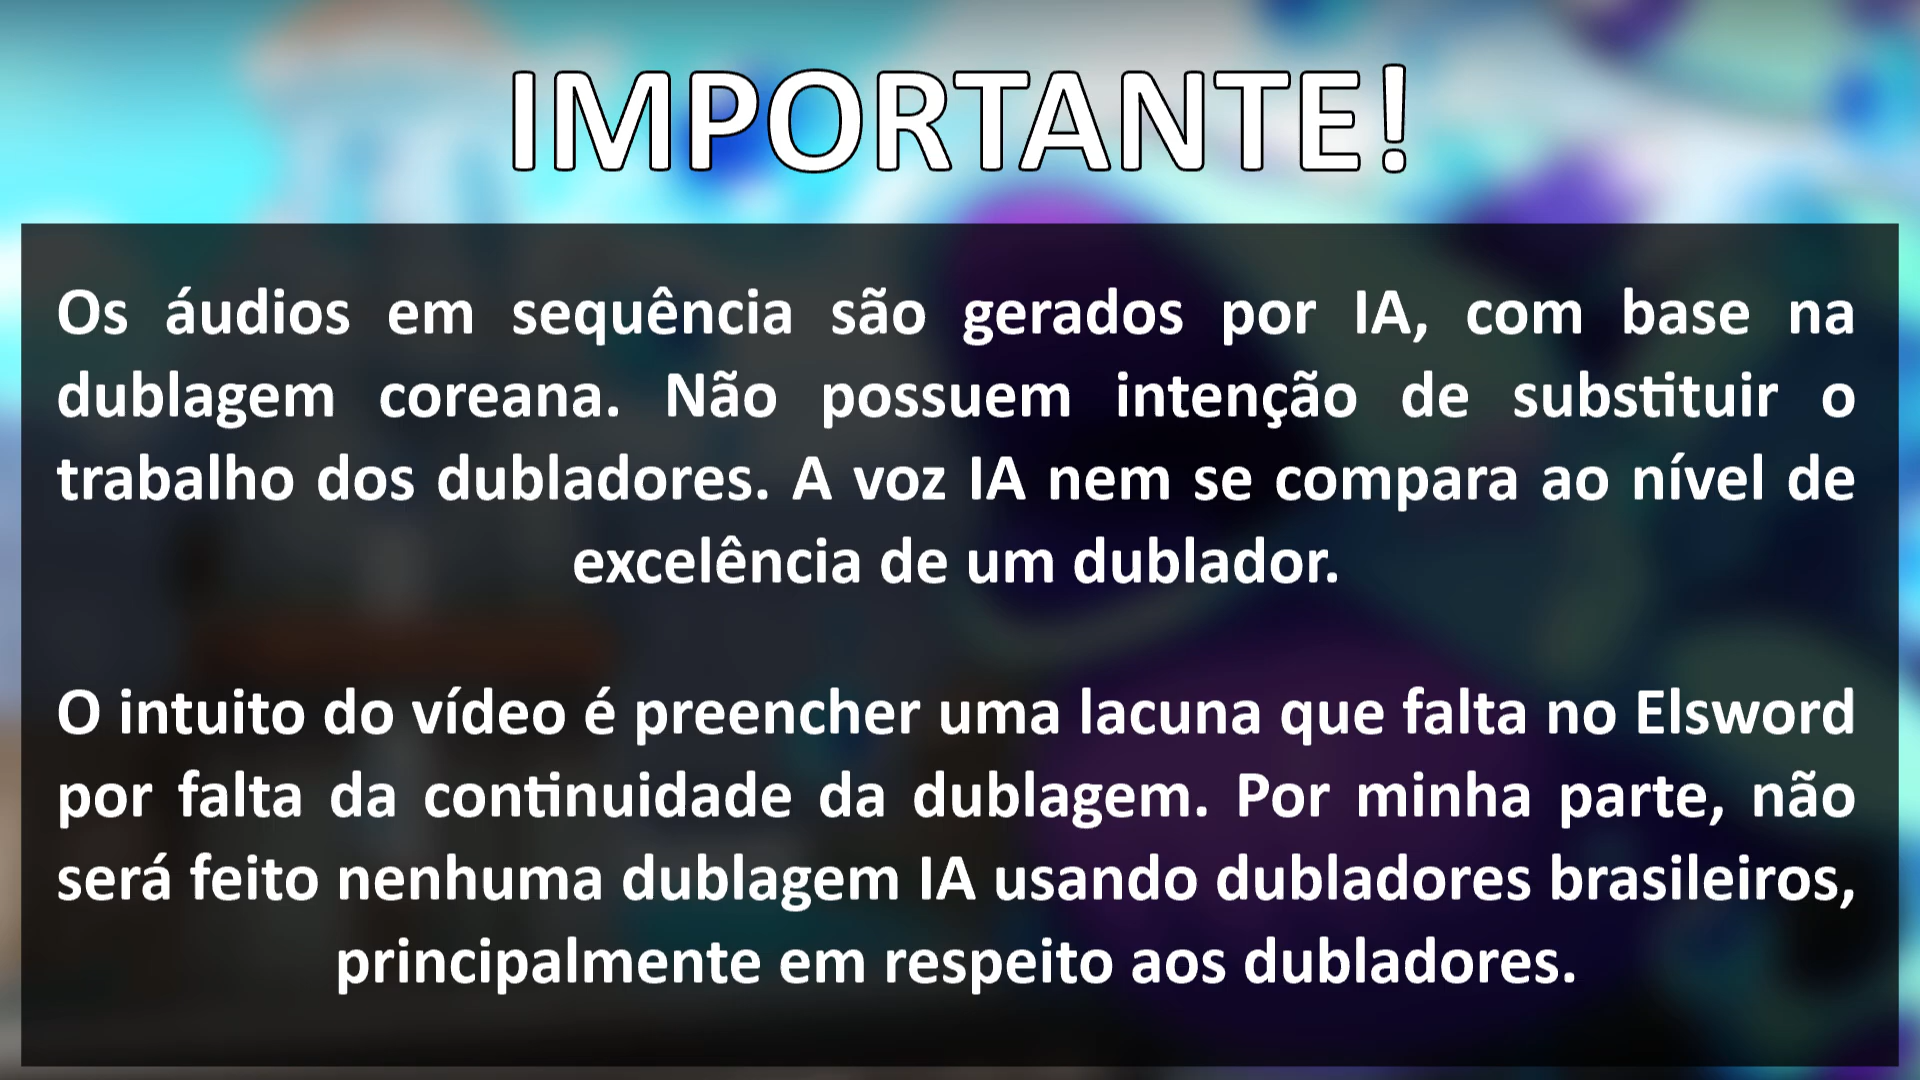 IMPORTANTE!
Os áudios em sequência são gerados por IA, com base na
dublagem coreana. Não possuem intenção de substituir o
trabalho dos dubladores. A voz IA nem se compara ao nível de
excelência de um dublador.
O intuito do vídeo é preencher uma lacuna que falta no Elsword
por falta da continuidade da dublagem. Por minha parte, não
será feito nenhuma dublagem IA usando dubladores brasileiros,
principalmente em respeito aos dubladores.